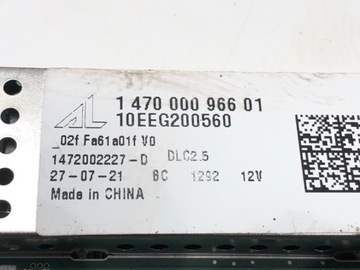 AL 1 470 000 966 01
10EEG200560
_02f Fa61a01f V0
1472002227-D DLC2.5
27-07-21 BC 1292 12V
Made in CHINA